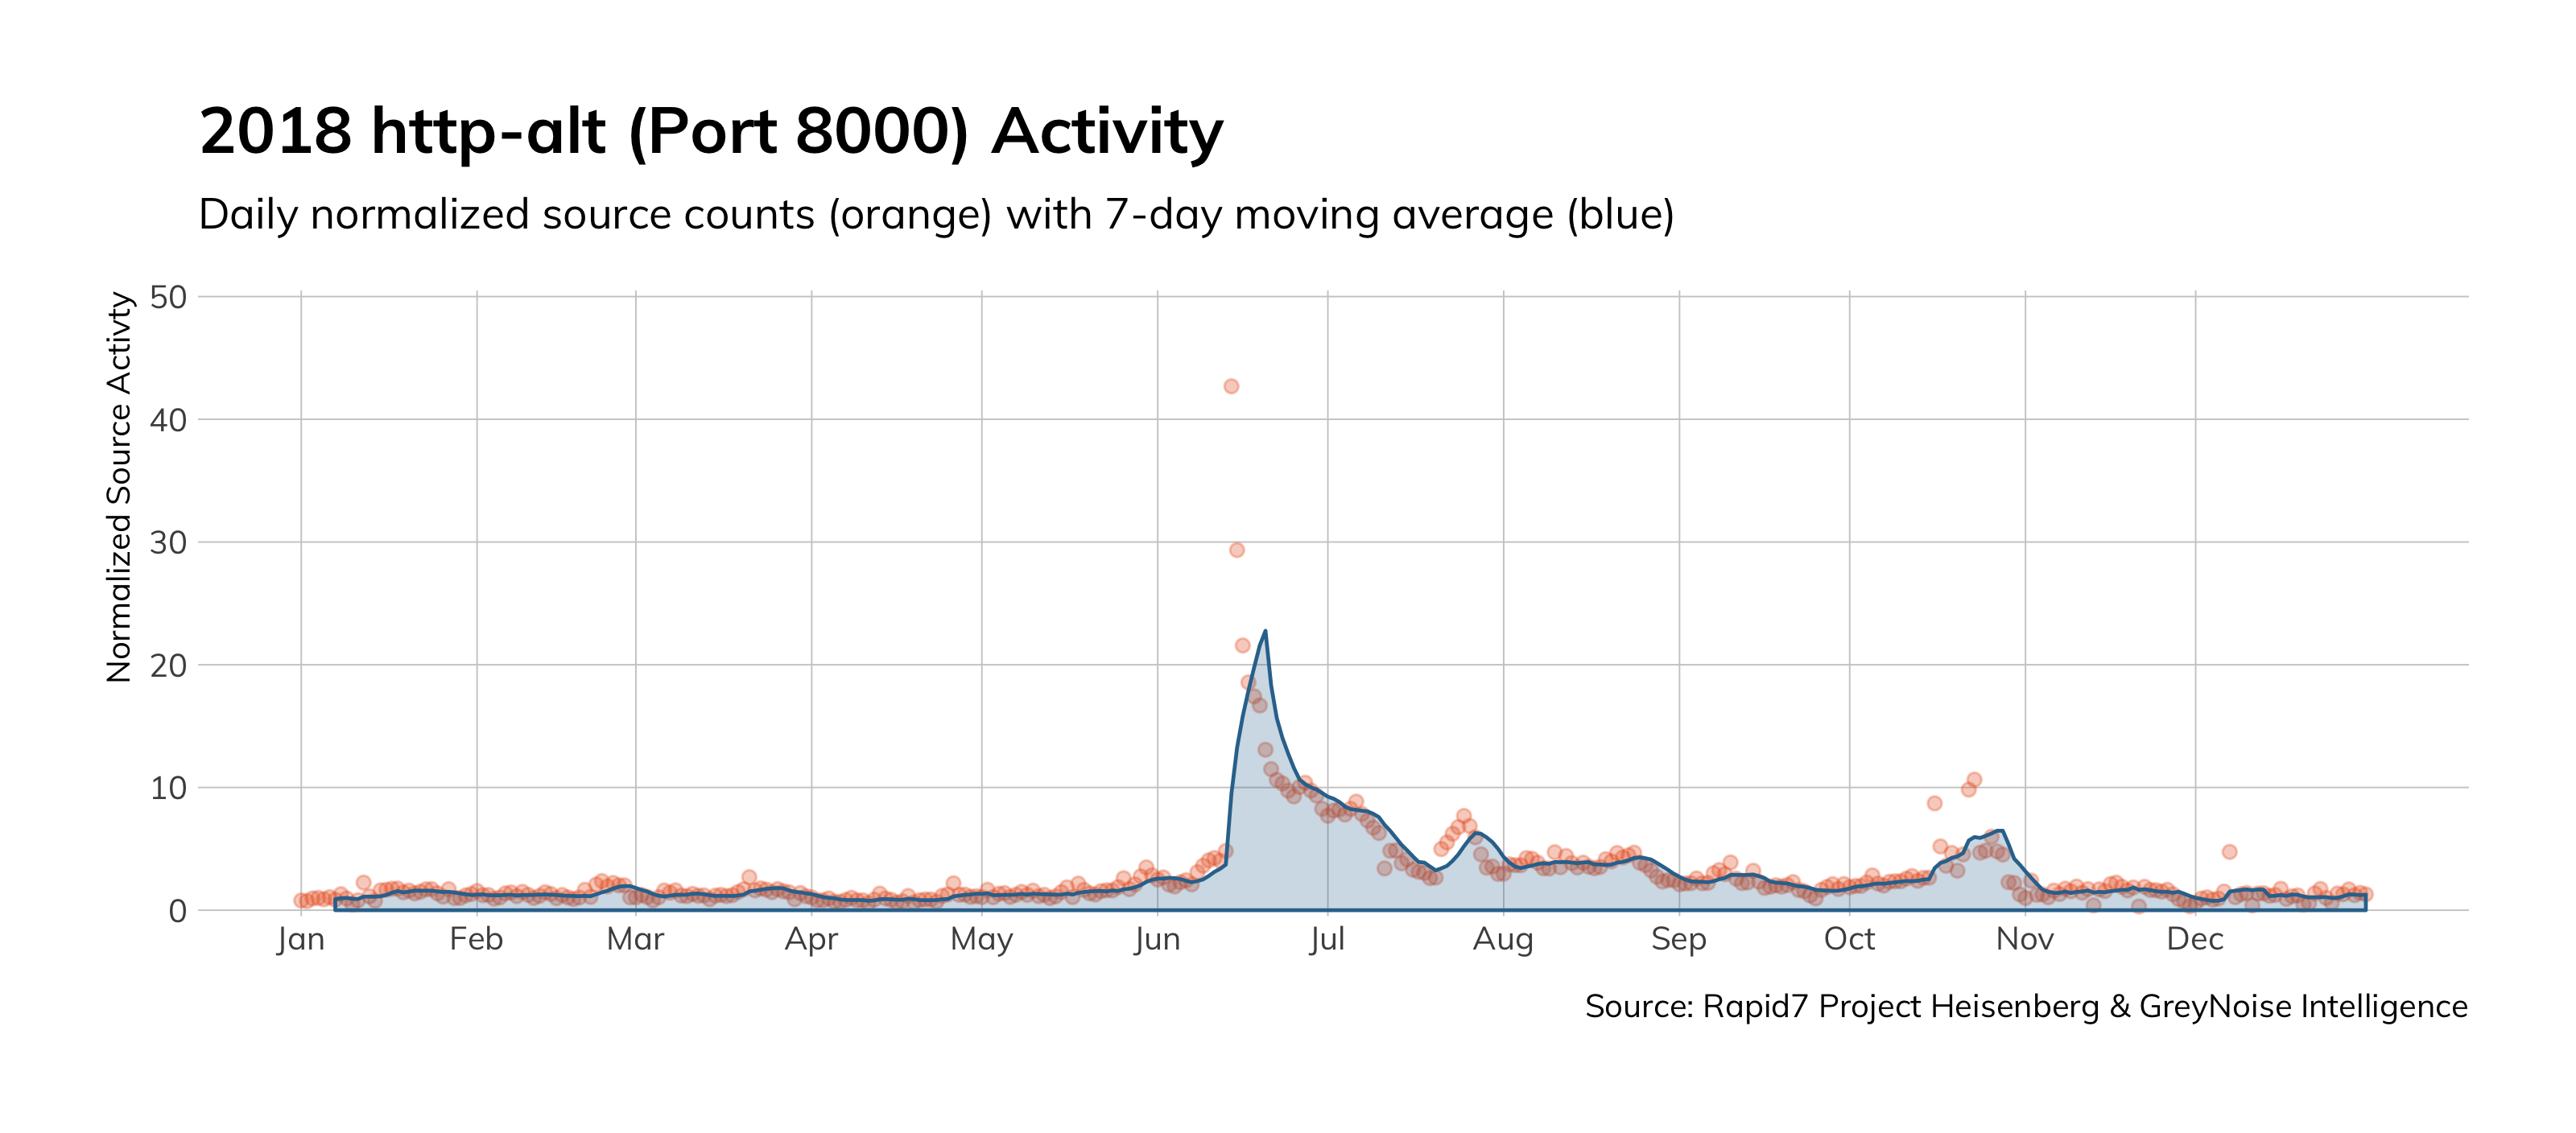 2018 http-alt (Port 8000) Activity
Daily normalized source counts (orange) with 7-day moving average (blue)
Normalized Source Activty
50
40
30
20
10
0
Jan Feb Mar Apr May Jun Jul Aug Sep Oct Nov Dec
Source: Rapid7 Project Heisenberg & GreyNoise Intelligence